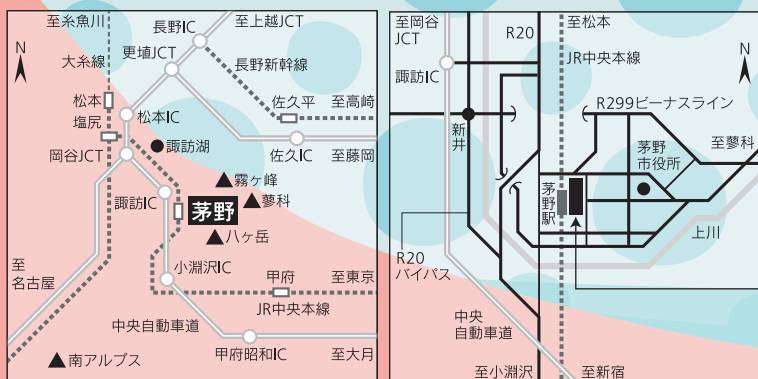 至糸魚川
長野IC
至上越JCT
N
更埴JCT
大糸線
長野新幹線
松本
佐久平
至高崎
塩尻
松本IC
諏訪湖
岡谷JCT
佐久IC
至藤岡
霧ヶ峰
諏訪IC
茅野
蓼科
八ヶ岳
至
名古屋
小淵沢IC
甲府
至東京
JR中央本線
中央自動車道
甲府昭和IC
至大月
南アルプス
至岡谷
JCT
R20
至松本
JR中央本線
N
諏訪IC
R299ビーナスライン
新井
茅野
市役所
至蓼科
茅野駅
上川
R20
バイパス
中央
自動車道
至小淵沢
至新宿